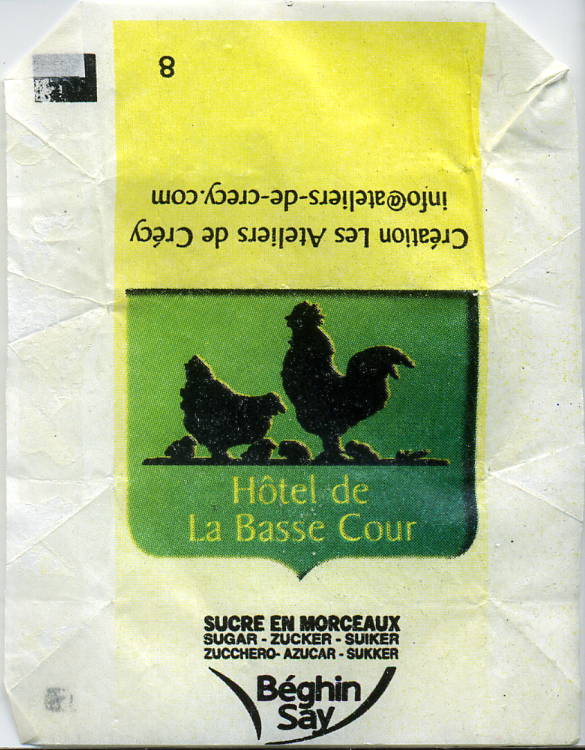 8
info@ateliers-de-crecy.com
Création Les Ateliers de Crécy
Hôtel de
La Basse Cour
SUCRE EN MORCEAUX
SUGAR - ZUCKER - SUIKER
ZUCCHERO- AZUCAR - SUKKER
Béghin
Say